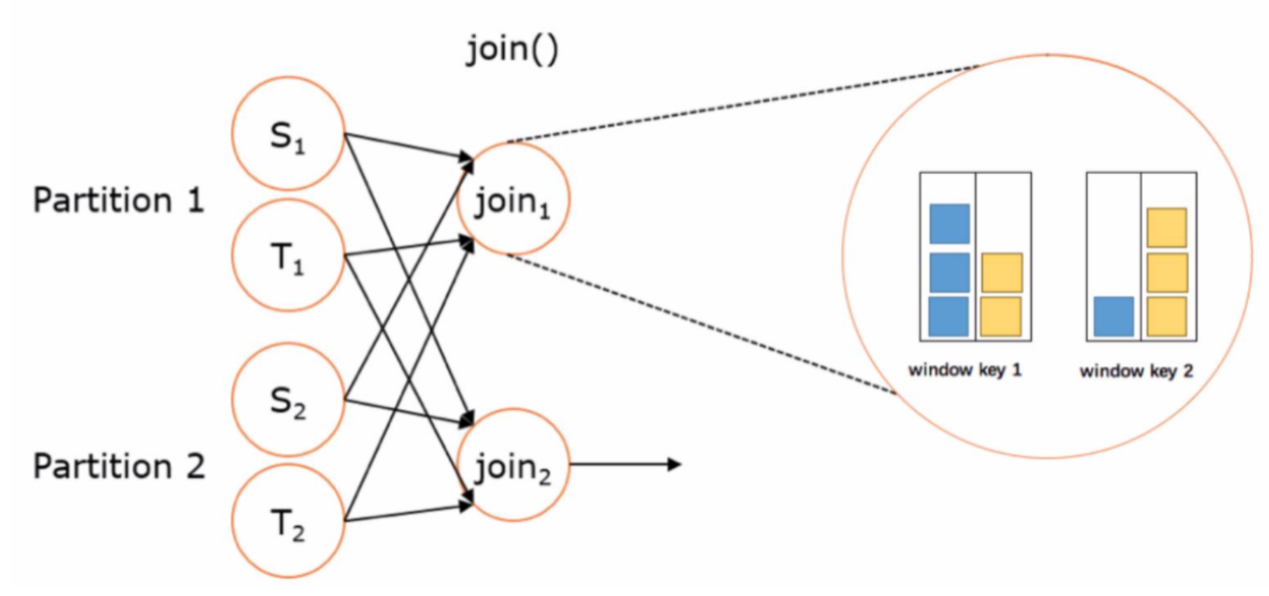 join()
S₁
Partition 1
join₁
T₁
S₂
Partition 2
join₂
T₂
window key 1
window key 2